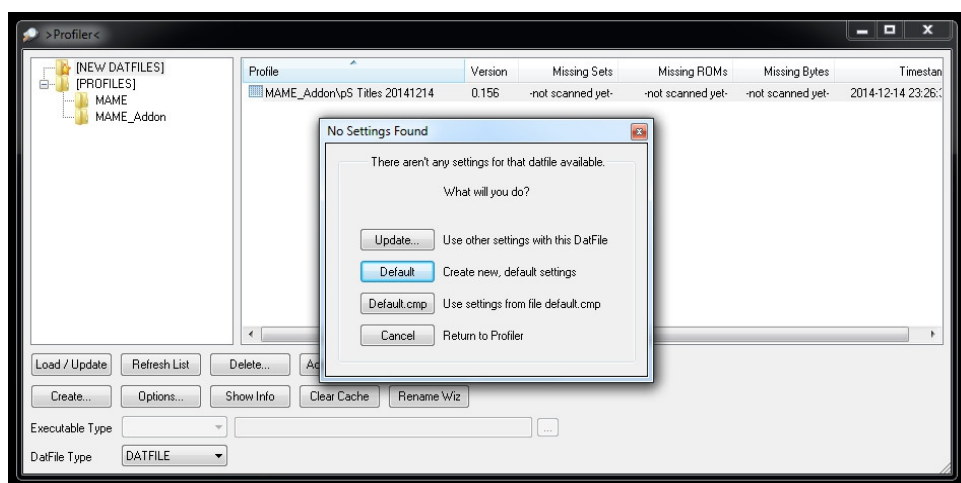 >Profiler<
[NEW DATFILES]
[PROFILES]
MAME
MAME_Addon
Profile Version Missing Sets Missing ROMs Missing Bytes Timestan
MAME_Addon\pS Titles 20141214 0.156 -not scanned yet- -not scanned yet- -not scanned yet- 2014-12-14 23:26:
No Settings Found
There aren't any settings for that datfile available.
What will you do?
Update... Use other settings with this DatFile
Default Create new, default settings
Default.cmp Use settings from file default.cmp
Cancel Return to Profiler
Load / Update Refresh List Delete... Ad
Create... Options... Show Info Clear Cache Rename Wiz
Executable Type ...
DatFile Type DATFILE